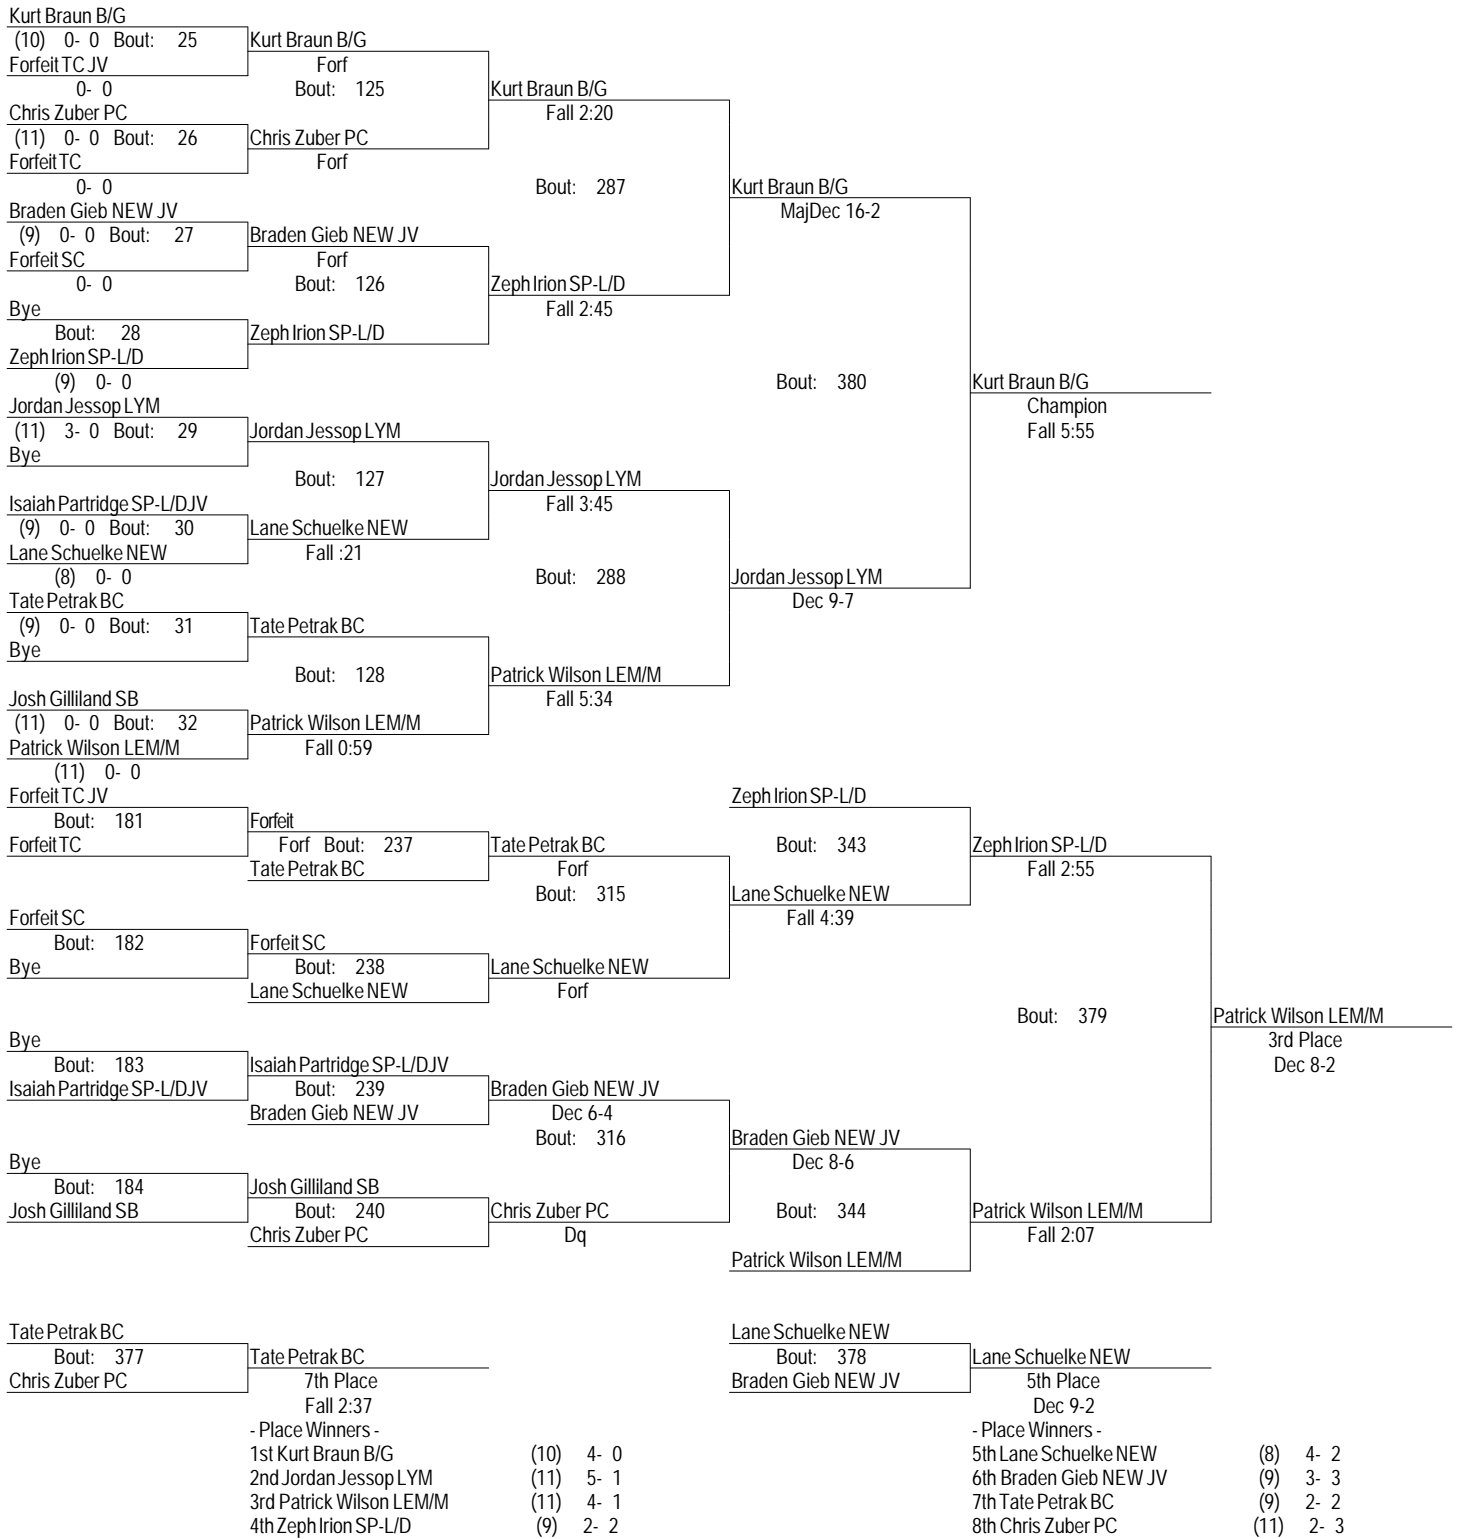 Kurt Braun B/G
(10) 0- 0 Bout: 25 Kurt Braun B/G
Forfeit TC JV Forf
0- 0 Bout: 125 Kurt Braun B/G
Chris Zuber PC Fall 2:20
(11) 0- 0 Bout: 26 Chris Zuber PC
Forfeit TC Forf
0- 0 Bout: 287 Kurt Braun B/G
Braden Gieb NEW JV MajDec 16-2
(9) 0- 0 Bout: 27 Braden Gieb NEW JV
Forfeit SC Forf
0- 0 Bout: 126 Zeph Irion SP-L/D
Bye Fall 2:45
Bout: 28 Zeph Irion SP-L/D
Zeph Irion SP-L/D
(9) 0- 0 Bout: 380 Kurt Braun B/G
Jordan Jessop LYM Champion
(11) 3- 0 Bout: 29 Jordan Jessop LYM Fall 5:55
Bye
Bout: 127 Jordan Jessop LYM
Isaiah Partridge SP-L/DJV Fall 3:45
(9) 0- 0 Bout: 30 Lane Schuelke NEW
Lane Schuelke NEW Fall :21
(8) 0- 0 Bout: 288 Jordan Jessop LYM
Tate Petrak BC Dec 9-7
(9) 0- 0 Bout: 31 Tate Petrak BC
Bye
Bout: 128 Patrick Wilson LEM/M
Josh Gilliland SB Fall 5:34
(11) 0- 0 Bout: 32 Patrick Wilson LEM/M
Patrick Wilson LEM/M Fall 0:59
(11) 0- 0
Forfeit TC JV Zeph Irion SP-L/D
Bout: 181 Forfeit
Forfeit TC Forf Bout: 237 Tate Petrak BC Bout: 343 Zeph Irion SP-L/D
Tate Petrak BC Forf Fall 2:55
Bout: 315 Lane Schuelke NEW
Forfeit SC Fall 4:39
Bout: 182 Forfeit SC
Bye Bout: 238 Lane Schuelke NEW
Lane Schuelke NEW Forf
Bout: 379 Patrick Wilson LEM/M
Bye 3rd Place
Bout: 183 Isaiah Partridge SP-L/DJV Dec 8-2
Isaiah Partridge SP-L/DJV Bout: 239 Braden Gieb NEW JV
Braden Gieb NEW JV Dec 6-4
Bout: 316 Braden Gieb NEW JV
Bye Dec 8-6
Bout: 184 Josh Gilliland SB
Josh Gilliland SB Bout: 240 Chris Zuber PC Bout: 344 Patrick Wilson LEM/M
Chris Zuber PC Dq Fall 2:07
Patrick Wilson LEM/M
Tate Petrak BC Lane Schuelke NEW
Bout: 377 Tate Petrak BC Bout: 378 Lane Schuelke NEW
Chris Zuber PC 7th Place Braden Gieb NEW JV 5th Place
Fall 2:37 Dec 9-2
- Place Winners - - Place Winners -
1st Kurt Braun B/G (10) 4- 0 5th Lane Schuelke NEW (8) 4- 2
2nd Jordan Jessop LYM (11) 5- 1 6th Braden Gieb NEW JV (9) 3- 3
3rd Patrick Wilson LEM/M (11) 4- 1 7th Tate Petrak BC (9) 2- 2
4th Zeph Irion SP-L/D (9) 2- 2 8th Chris Zuber PC (11) 2- 3